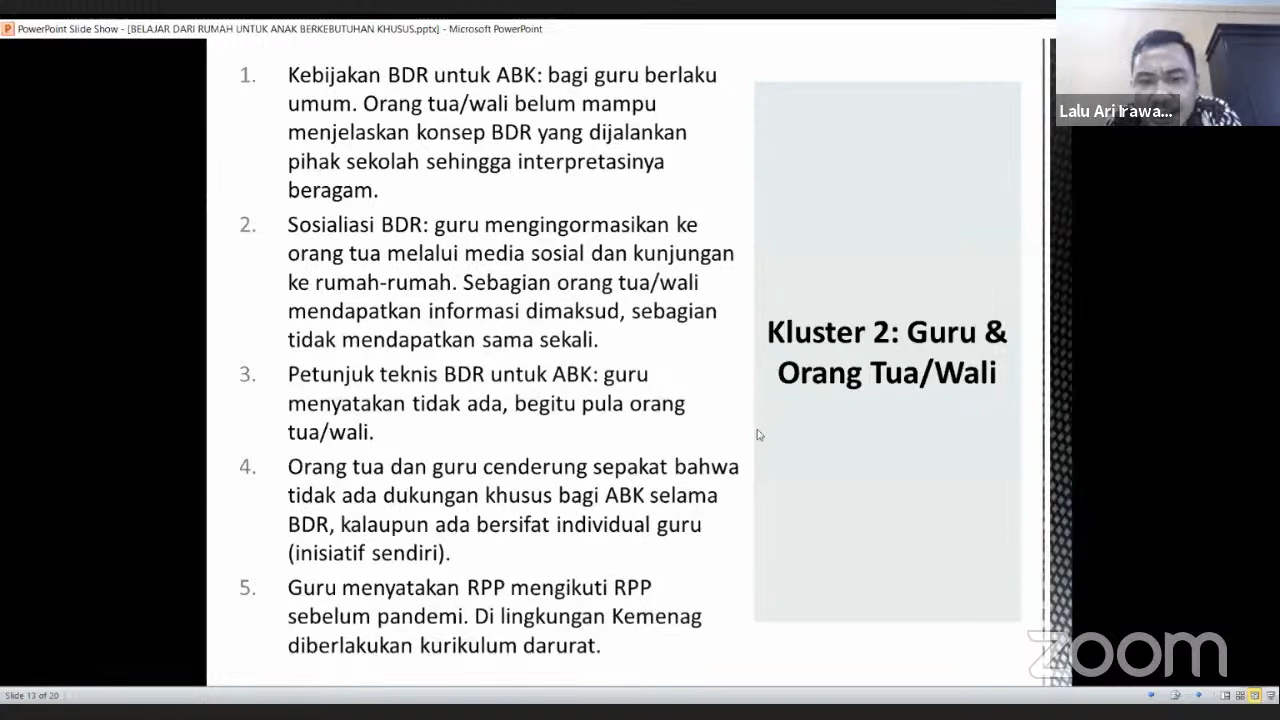 PowerPoint Slide Show - [BELAJAR DARI RUMAH UNTUK ANAK BERKEBUTUHAN KHUSUS.pptx] - Microsoft PowerPoint
Lalu Ari Irawa...
1. Kebijakan BDR untuk ABK: bagi guru berlaku
umum. Orang tua/wali belum mampu
menjelaskan konsep BDR yang dijalankan
pihak sekolah sehingga interpretasinya
beragam.
2. Sosialiasi BDR: guru mengingormasikan ke
orang tua melalui media sosial dan kunjungan
ke rumah-rumah. Sebagian orang tua/wali
mendapatkan informasi dimaksud, sebagian
tidak mendapatkan sama sekali.
3. Petunjuk teknis BDR untuk ABK: guru
menyatakan tidak ada, begitu pula orang
tua/wali.
4. Orang tua dan guru cenderung sepakat bahwa
tidak ada dukungan khusus bagi ABK selama
BDR, kalaupun ada bersifat individual guru
(inisiatif sendiri).
5. Guru menyatakan RPP mengikuti RPP
sebelum pandemi. Di lingkungan Kemenag
diberlakukan kurikulum darurat.
Kluster 2: Guru &
Orang Tua/Wali
zoom
Slide 13 of 20